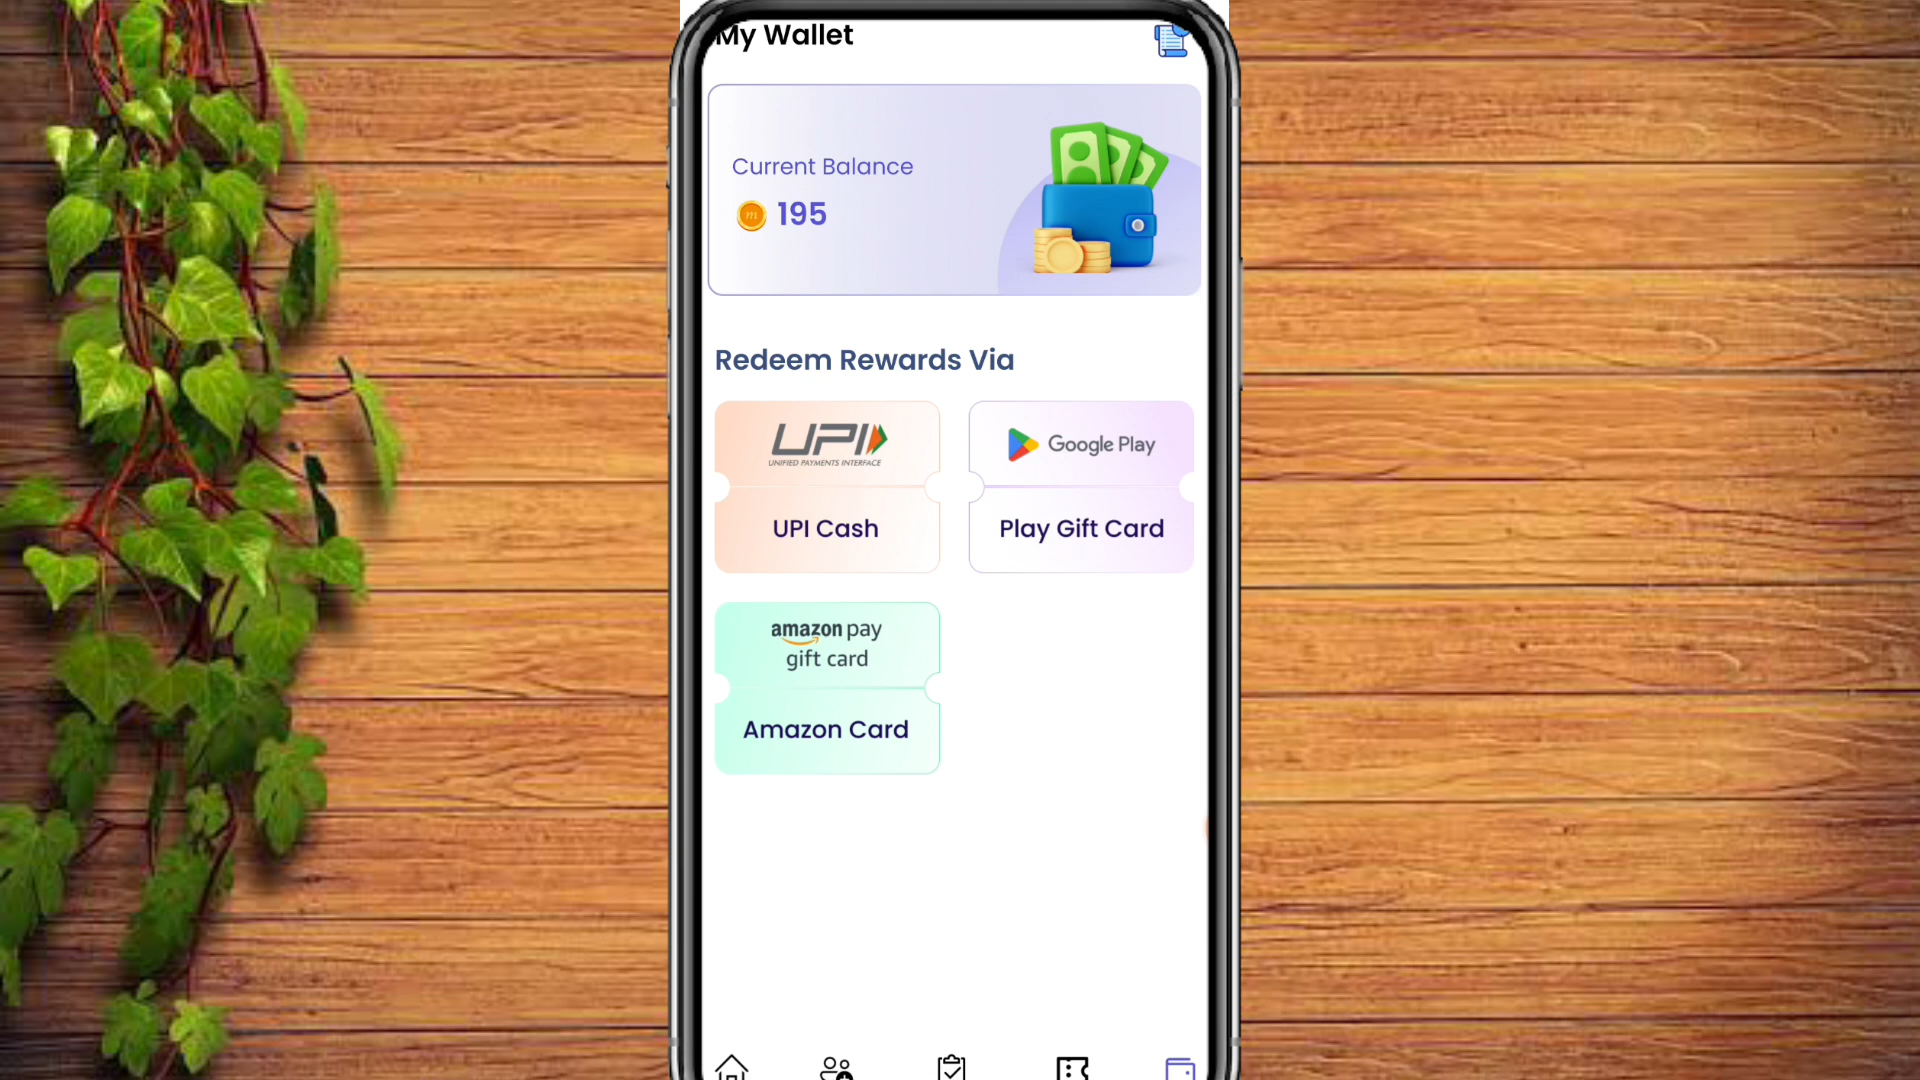 My Wallet
Current Balance
195
Redeem Rewards Via
UPI
UNIFIED PAYMENTS INTERFACE
Google Play
UPI Cash
Play Gift Card
amazon pay
gift card
Amazon Card